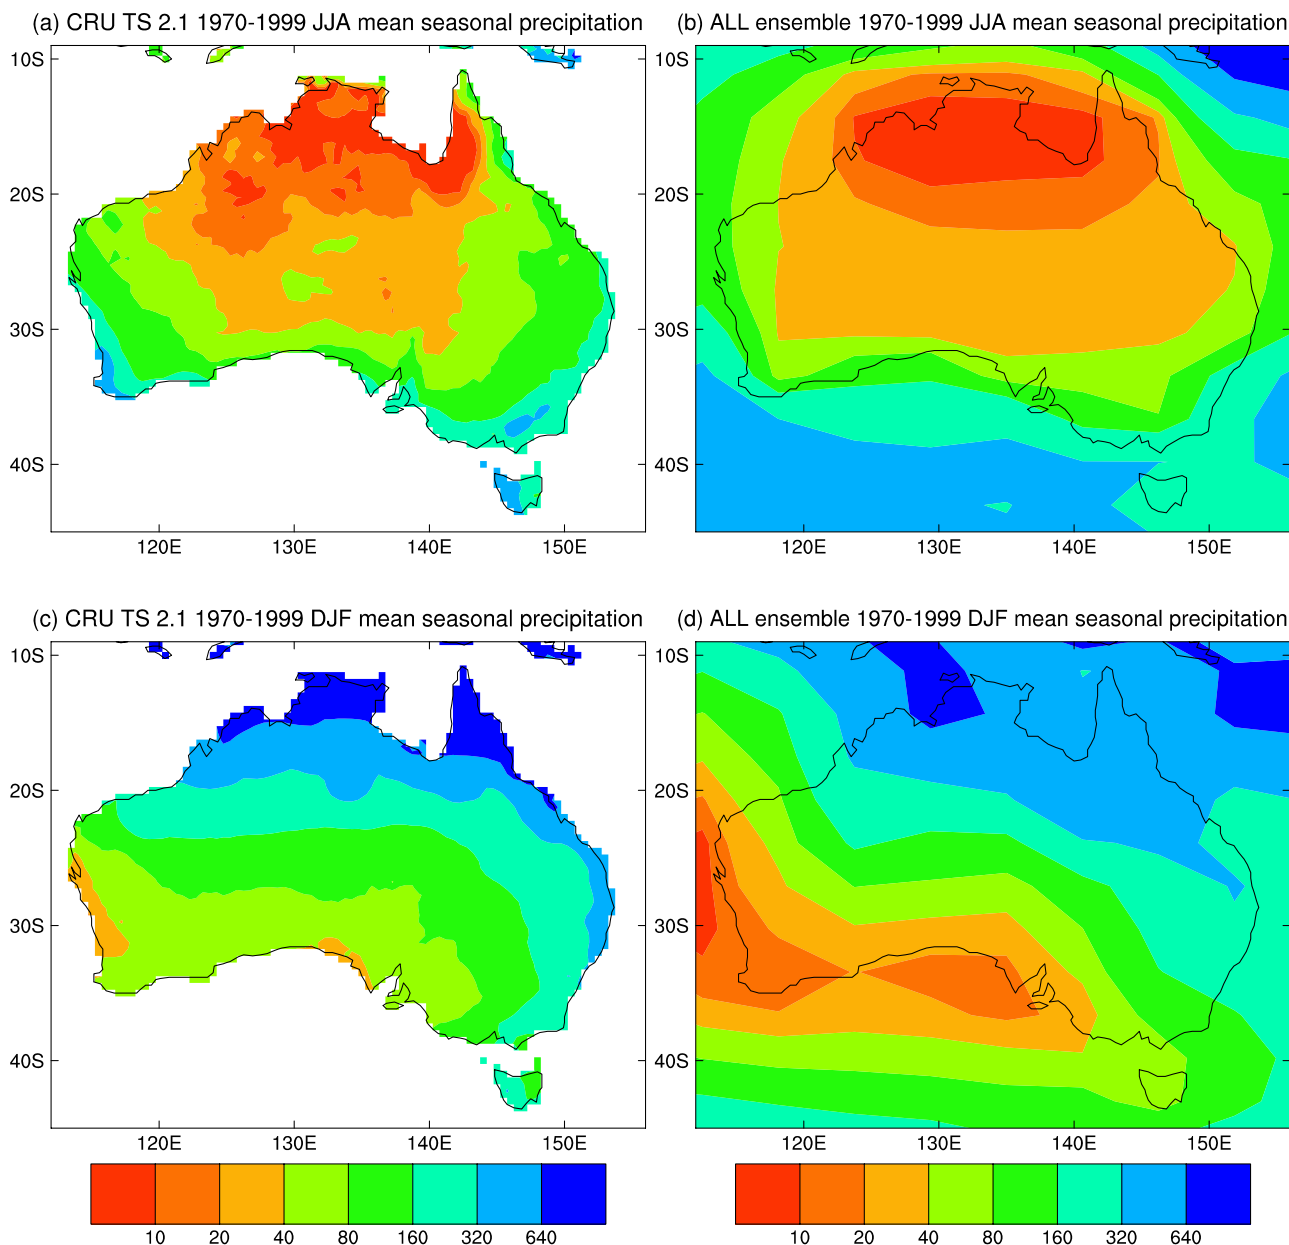 (a) CRU TS 2.1 1970-1999 JJA mean seasonal precipitation
(b) ALL ensemble 1970-1999 JJA mean seasonal precipitation
10S
20S
30S
40S
120E 130E 140E 150E
10S
20S
30S
40S
120E 130E 140E 150E
(c) CRU TS 2.1 1970-1999 DJF mean seasonal precipitation
(d) ALL ensemble 1970-1999 DJF mean seasonal precipitation
10S
20S
30S
40S
120E 130E 140E 150E
10S
20S
30S
40S
120E 130E 140E 150E
10 20 40 80 160 320 640
10 20 40 80 160 320 640